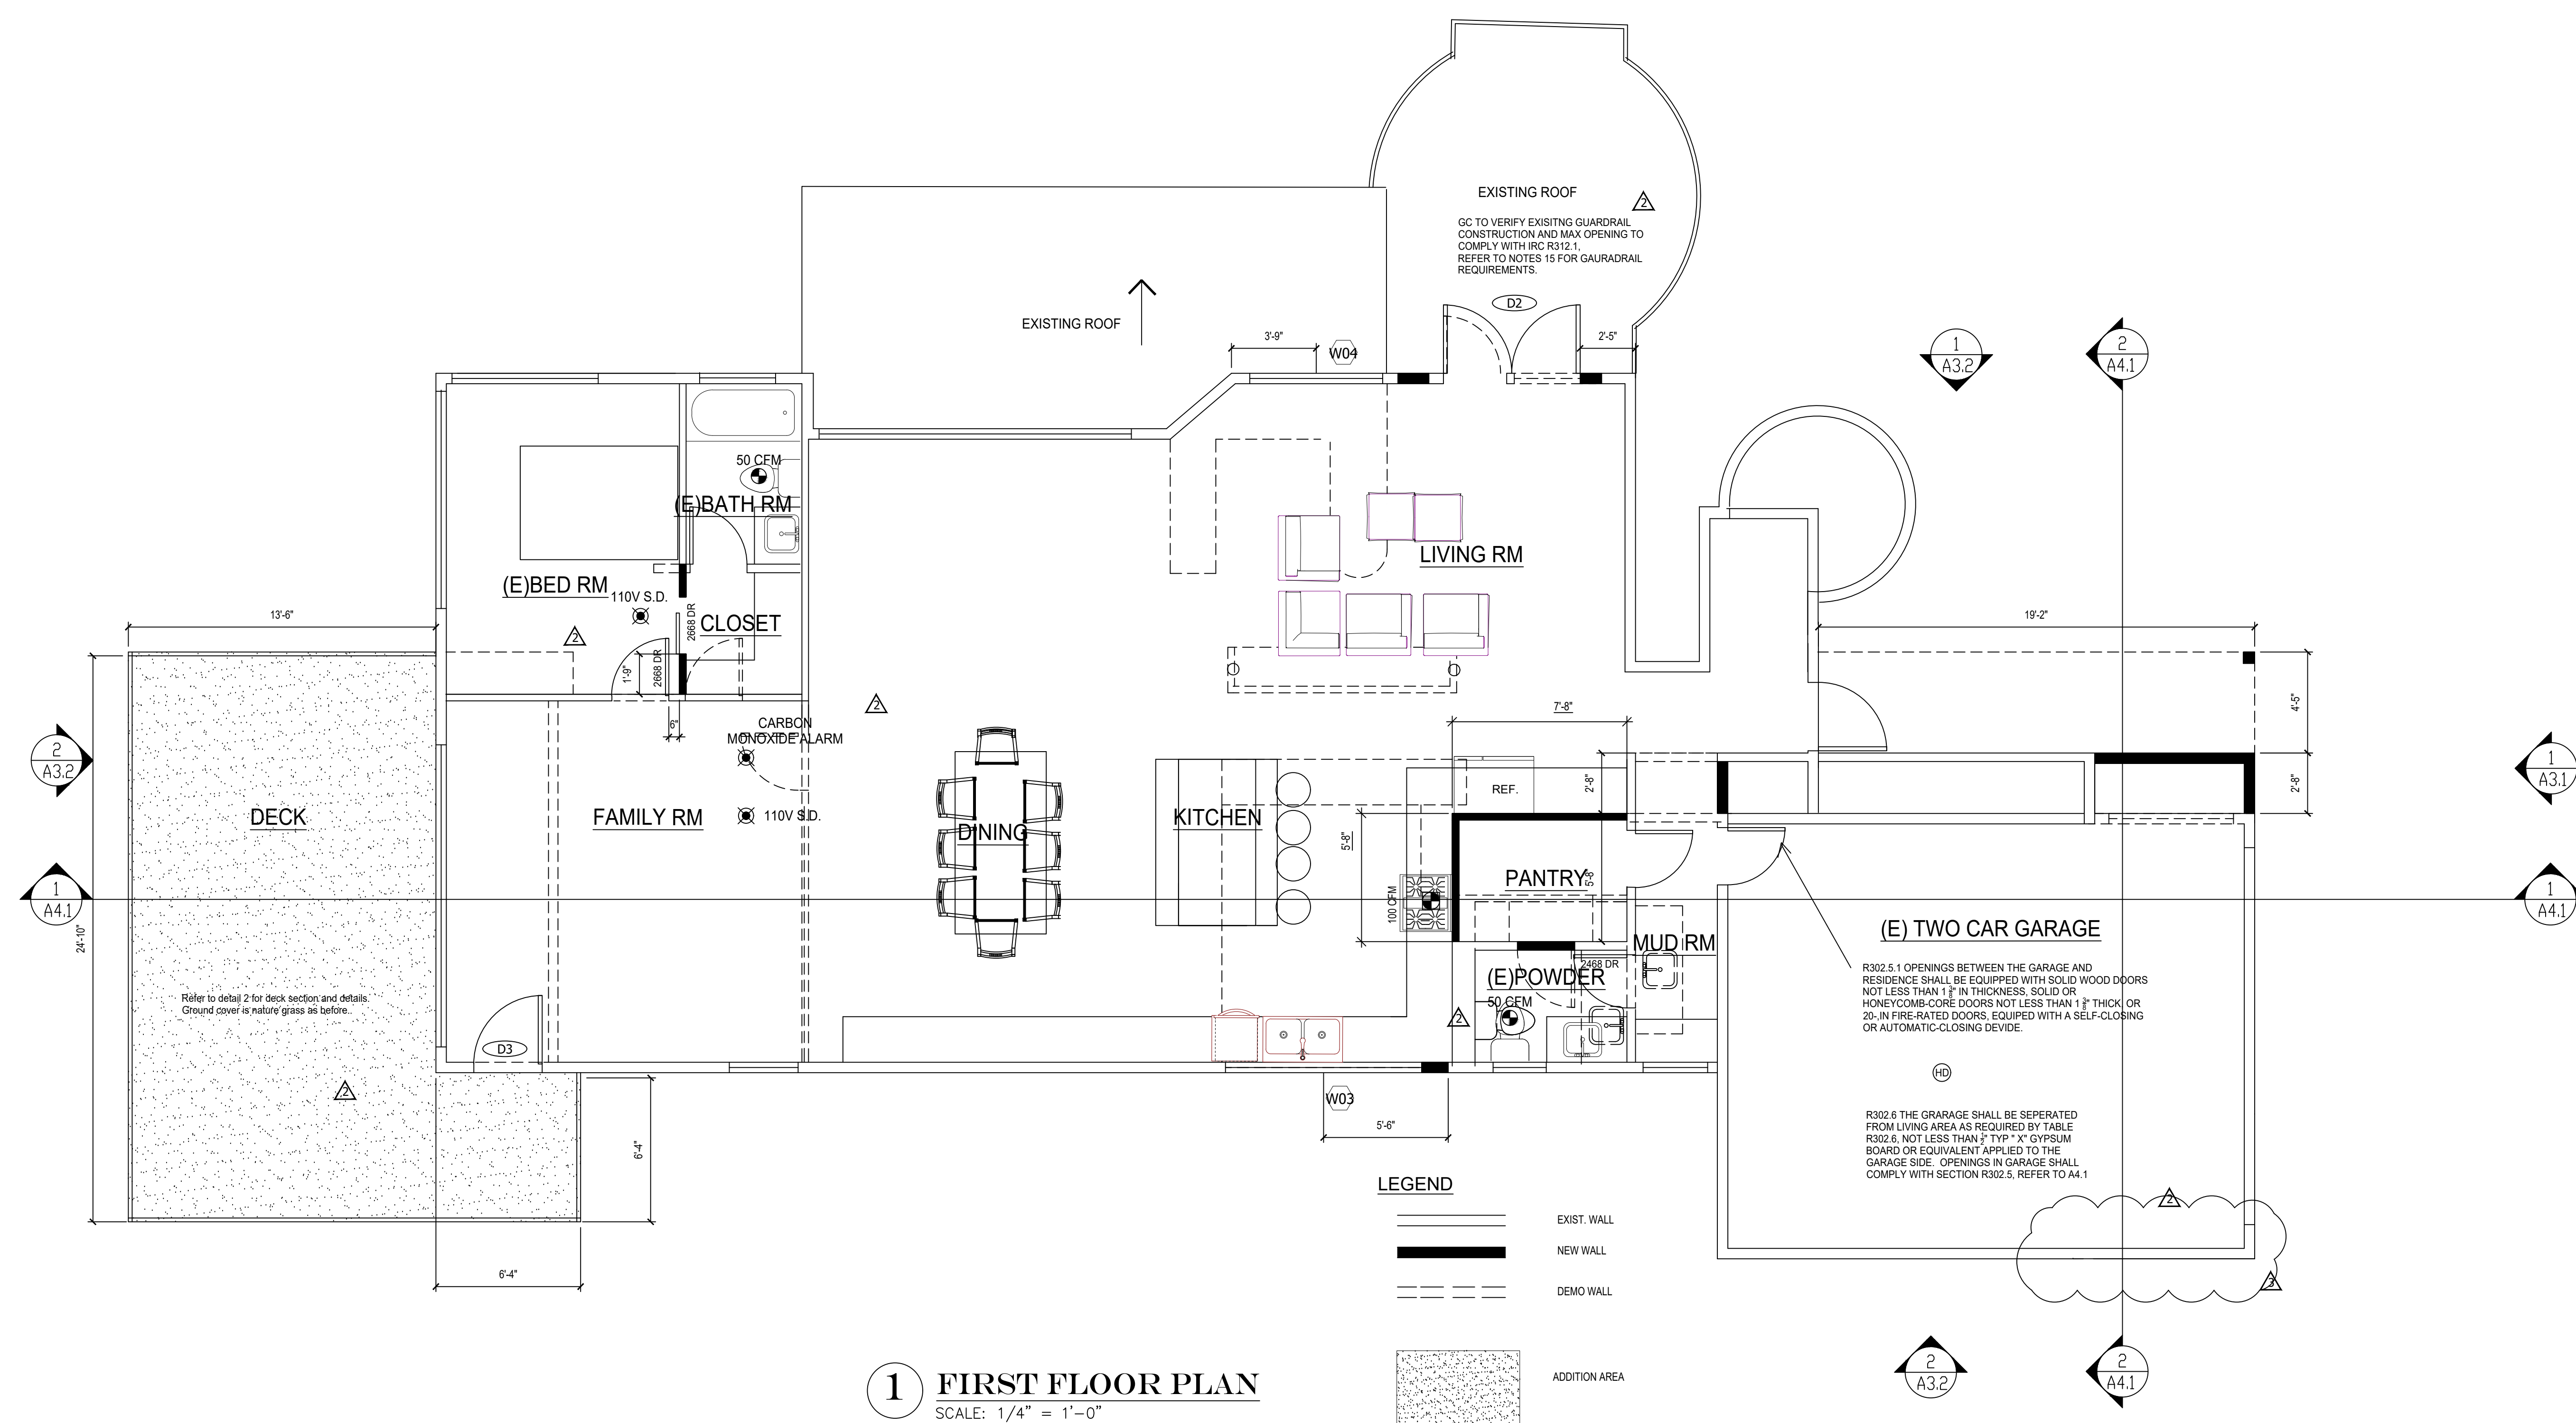 EXISTING ROOF
2
GC TO VERIFY EXISITNG GUARDRAIL
CONSTRUCTION AND MAX OPENING TO
COMPLY WITH IRC R312.1,
REFER TO NOTES 15 FOR GAURADRAIL
REQUIREMENTS.
D2
EXISTING ROOF
3'-9"
W04
2'-5"
1
A3.2
2
A4.1
50 CFM
(E)BATH RM
LIVING RM
(E)BED RM
110V S.D.
2668 DR
CLOSET
2
13'-6"
19'-2"
1'-9"
2668 DR
6"
2
CARBON
MONOXIDE ALARM
7'-8"
4'-5"
2
A3.2
1
A3.1
2'-8"
REF.
2'-8"
DECK
FAMILY RM
110V S.D.
DINING
KITCHEN
5'-8"
PANTRY
5'-8"
100 CFM
1
A4.1
1
A4.1
24'-10"
(E) TWO CAR GARAGE
MUD RM
2468 DR
(E)POWDER
50 CFM
2
R302.5.1 OPENINGS BETWEEN THE GARAGE AND
RESIDENCE SHALL BE EQUIPPED WITH SOLID WOOD DOORS
NOT LESS THAN 1 3/8" IN THICKNESS, SOLID OR
HONEYCOMB-CORE DOORS NOT LESS THAN 1 3/8" THICK, OR
20-,IN FIRE-RATED DOORS, EQUIPED WITH A SELF-CLOSING
OR AUTOMATIC-CLOSING DEVIDE.
Refer to detail 2 for deck section and details.
Ground cover is nature grass as before..
D3
HD
2
W03
5'-6"
6'-4"
R302.6 THE GRARAGE SHALL BE SEPERATED
FROM LIVING AREA AS REQUIRED BY TABLE
R302.6, NOT LESS THAN 1/2" TYP " X" GYPSUM
BOARD OR EQUIVALENT APPLIED TO THE
GARAGE SIDE. OPENINGS IN GARAGE SHALL
COMPLY WITH SECTION R302.5, REFER TO A4.1
2
3
6'-4"
LEGEND
EXIST. WALL
NEW WALL
DEMO WALL
ADDITION AREA
2
A3.2
2
A4.1
1
FIRST FLOOR PLAN
SCALE: 1/4" = 1'-0"